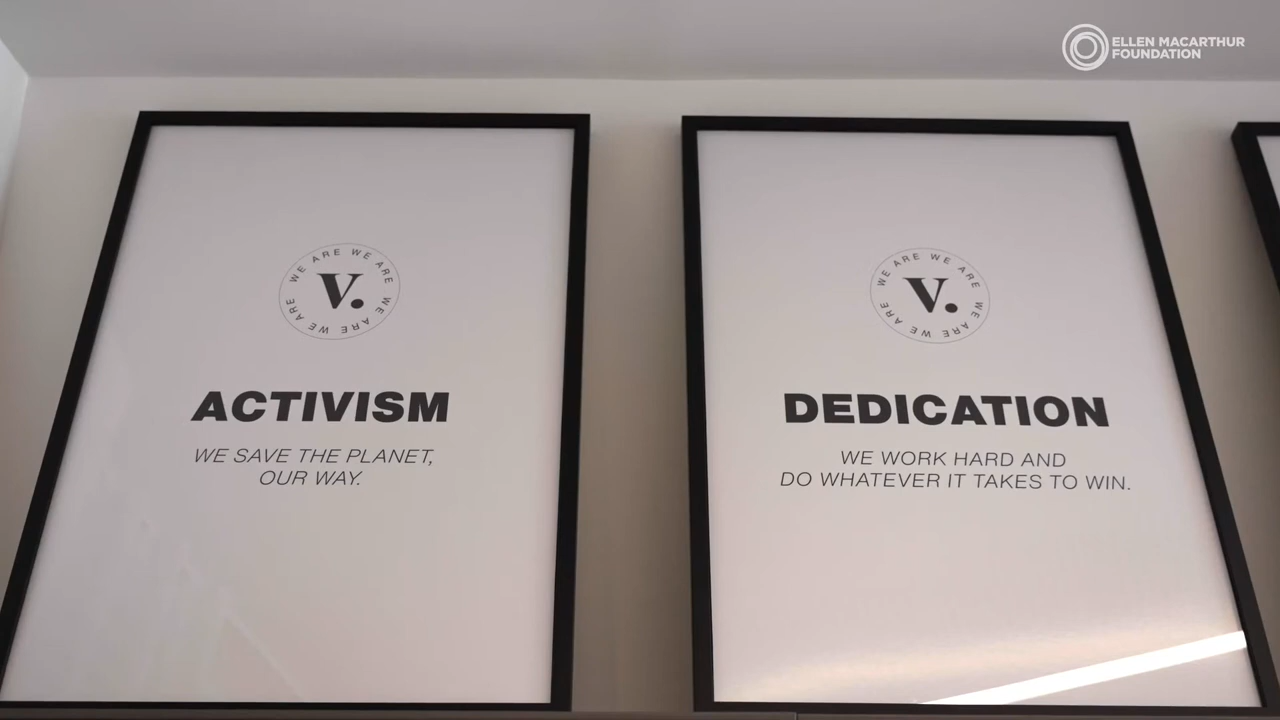 ELLEN MACARTHUR
FOUNDATION
WE ARE WE ARE WE ARE WE ARE
V.
ACTIVISM
WE SAVE THE PLANET,
OUR WAY.
WE ARE WE ARE WE ARE WE ARE
V.
DEDICATION
WE WORK HARD AND
DO WHATEVER IT TAKES TO WIN.